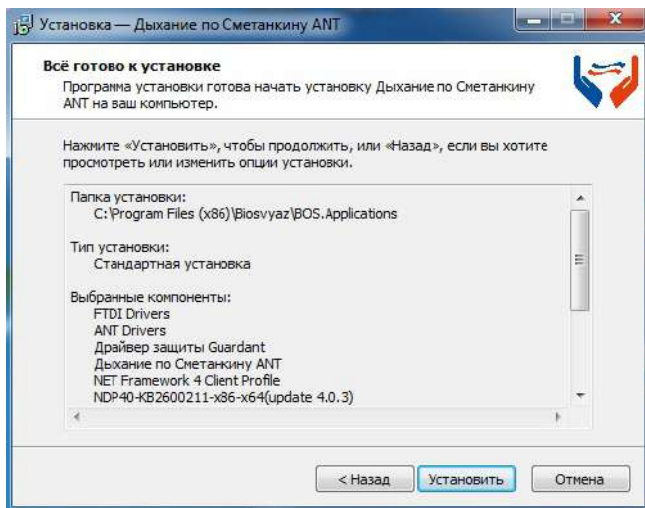 Установка — Дыхание по Сметанкину ANT
Всё готово к установке
Программа установки готова начать установку Дыхание по Сметанкину
ANT на ваш компьютер.
Нажмите «Установить», чтобы продолжить, или «Назад», если вы хотите
просмотреть или изменить опции установки.
Папка установки:
C:\Program Files (x86)\Biosvyaz\BOS.Applications
Тип установки:
Стандартная установка
Выбранные компоненты:
FTDI Drivers
ANT Drivers
Драйвер защиты Guardant
Дыхание по Сметанкину ANT
NET Framework 4 Client Profile
NDP40-KB2600211-x86-x64(update 4.0.3)
< Назад
Установить
Отмена